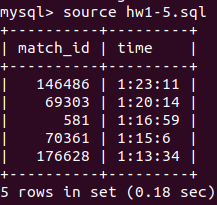 mysql> source hw1-5.sql
+----------+---------+
| match_id | time    |
+----------+---------+
|   146486 | 1:23:11 |
|    69303 | 1:20:14 |
|      581 | 1:16:59 |
|    70361 | 1:15:6  |
|   176628 | 1:13:34 |
+----------+---------+
5 rows in set (0.18 sec)